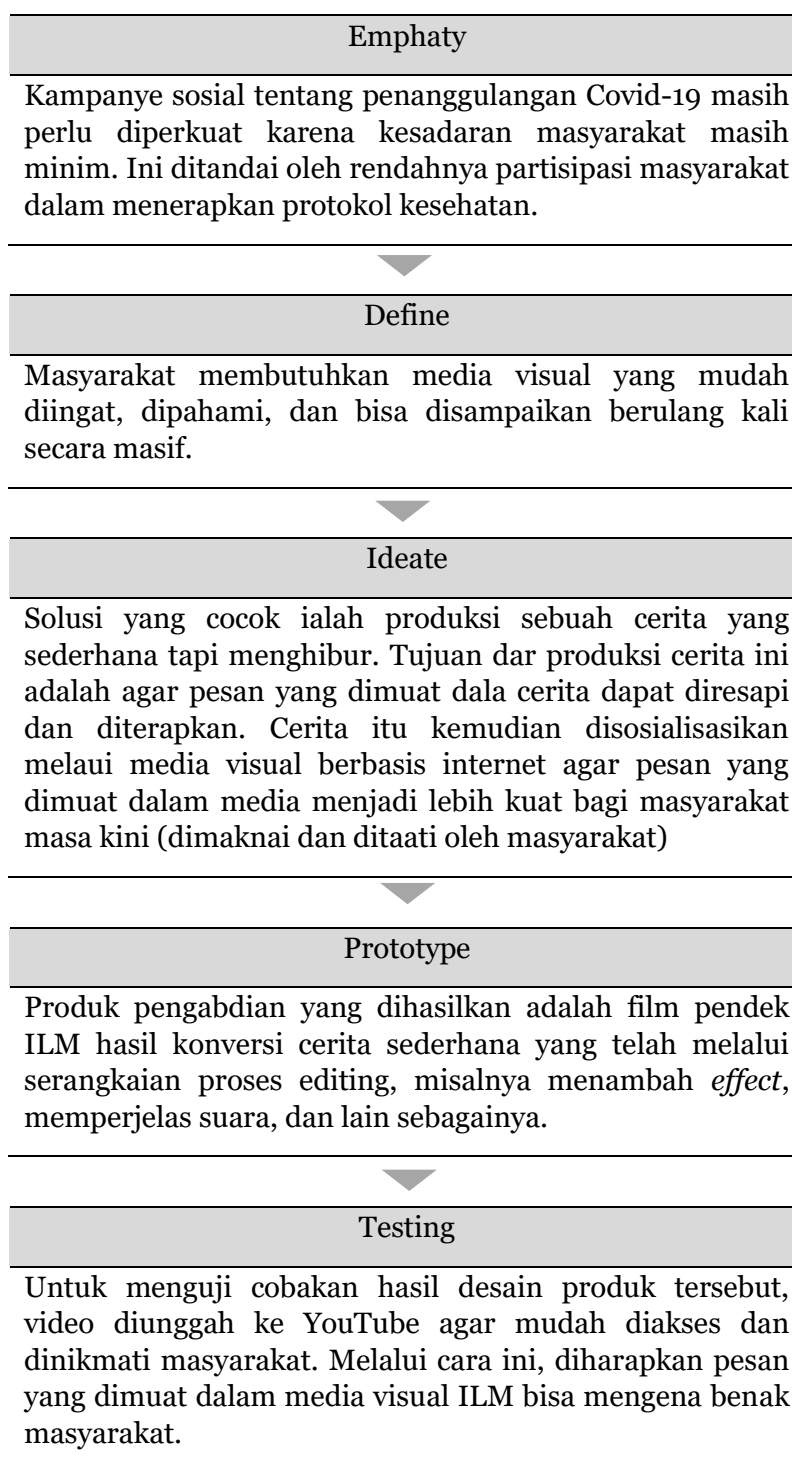 Emphaty
Kampanye sosial tentang penanggulangan Covid-19 masih
perlu diperkuat karena kesadaran masyarakat masih
minim. Ini ditandai oleh rendahnya partisipasi masyarakat
dalam menerapkan protokol kesehatan.
Define
Masyarakat membutuhkan media visual yang mudah
diingat, dipahami, dan bisa disampaikan berulang kali
secara masif.
Ideate
Solusi yang cocok ialah produksi sebuah cerita yang
sederhana tapi menghibur. Tujuan dar produksi cerita ini
adalah agar pesan yang dimuat dala cerita dapat diresapi
dan diterapkan. Cerita itu kemudian disosialisasikan
melaui media visual berbasis internet agar pesan yang
dimuat dalam media menjadi lebih kuat bagi masyarakat
masa kini (dimaknai dan ditaati oleh masyarakat)
Prototype
Produk pengabdian yang dihasilkan adalah film pendek
ILM hasil konversi cerita sederhana yang telah melalui
serangkaian proses editing, misalnya menambah effect,
memperjelas suara, dan lain sebagainya.
Testing
Untuk menguji cobakan hasil desain produk tersebut,
video diunggah ke YouTube agar mudah diakses dan
dinikmati masyarakat. Melalui cara ini, diharapkan pesan
yang dimuat dalam media visual ILM bisa mengena benak
masyarakat.